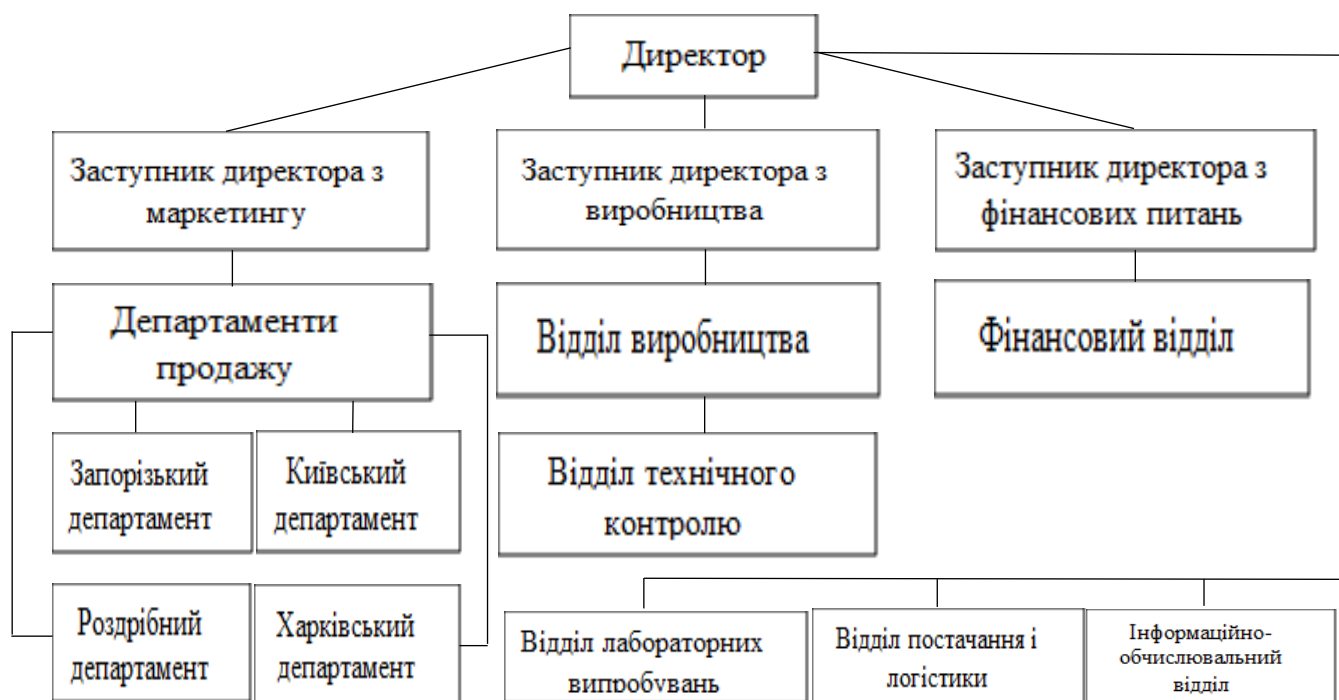 Директор
Заступник директора з
маркетингу
Заступник директора з
виробництва
Заступник директора з
фінансових питань
Департаменти
продажу
Відділ виробництва
Фінансовий відділ
Запорізький
департамент
Київський
департамент
Відділ технічного
контролю
Роздрібний
департамент
Харківський
департамент
Відділ лабораторних
випробувань
Відділ постачання і
логістики
Інформаційно-
обчислювальний
відділ